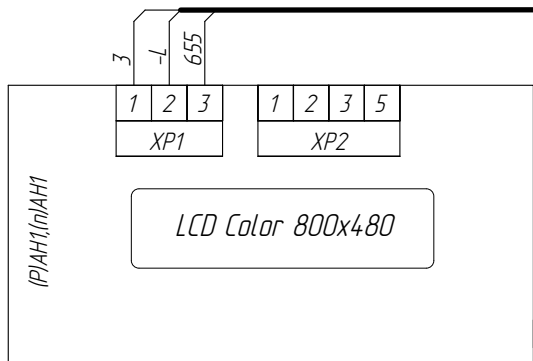 3
-L
655
1 2 3
1 2 3 5
XP1
XP2
LCD Color 800x480
(P)AH1,(n)AH1